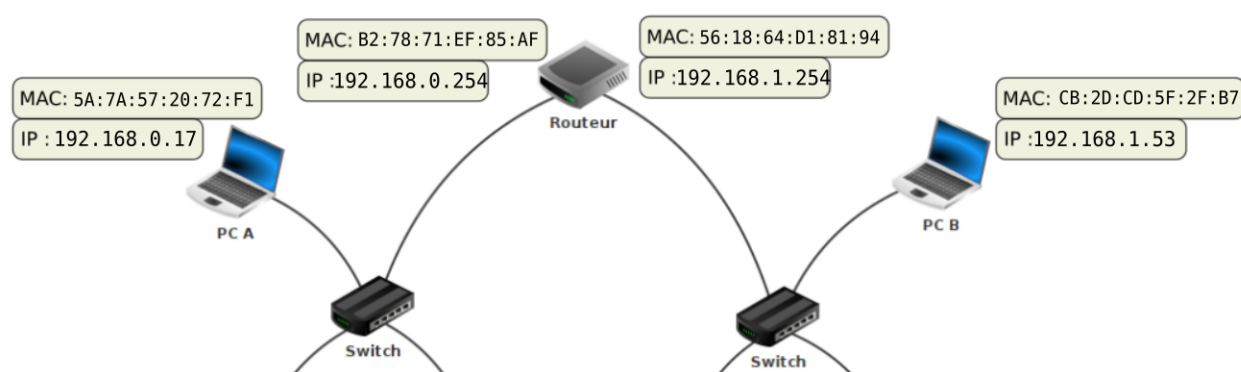 MAC: B2:78:71:EF:85:AF
IP :192.168.0.254
MAC: 56:18:64:D1:81:94
IP :192.168.1.254
Routeur
MAC: 5A:7A:57:20:72:F1
IP : 192.168.0.17
PC A
MAC: CB:2D:CD:5F:2F:B7
IP :192.168.1.53
PC B
Switch
Switch